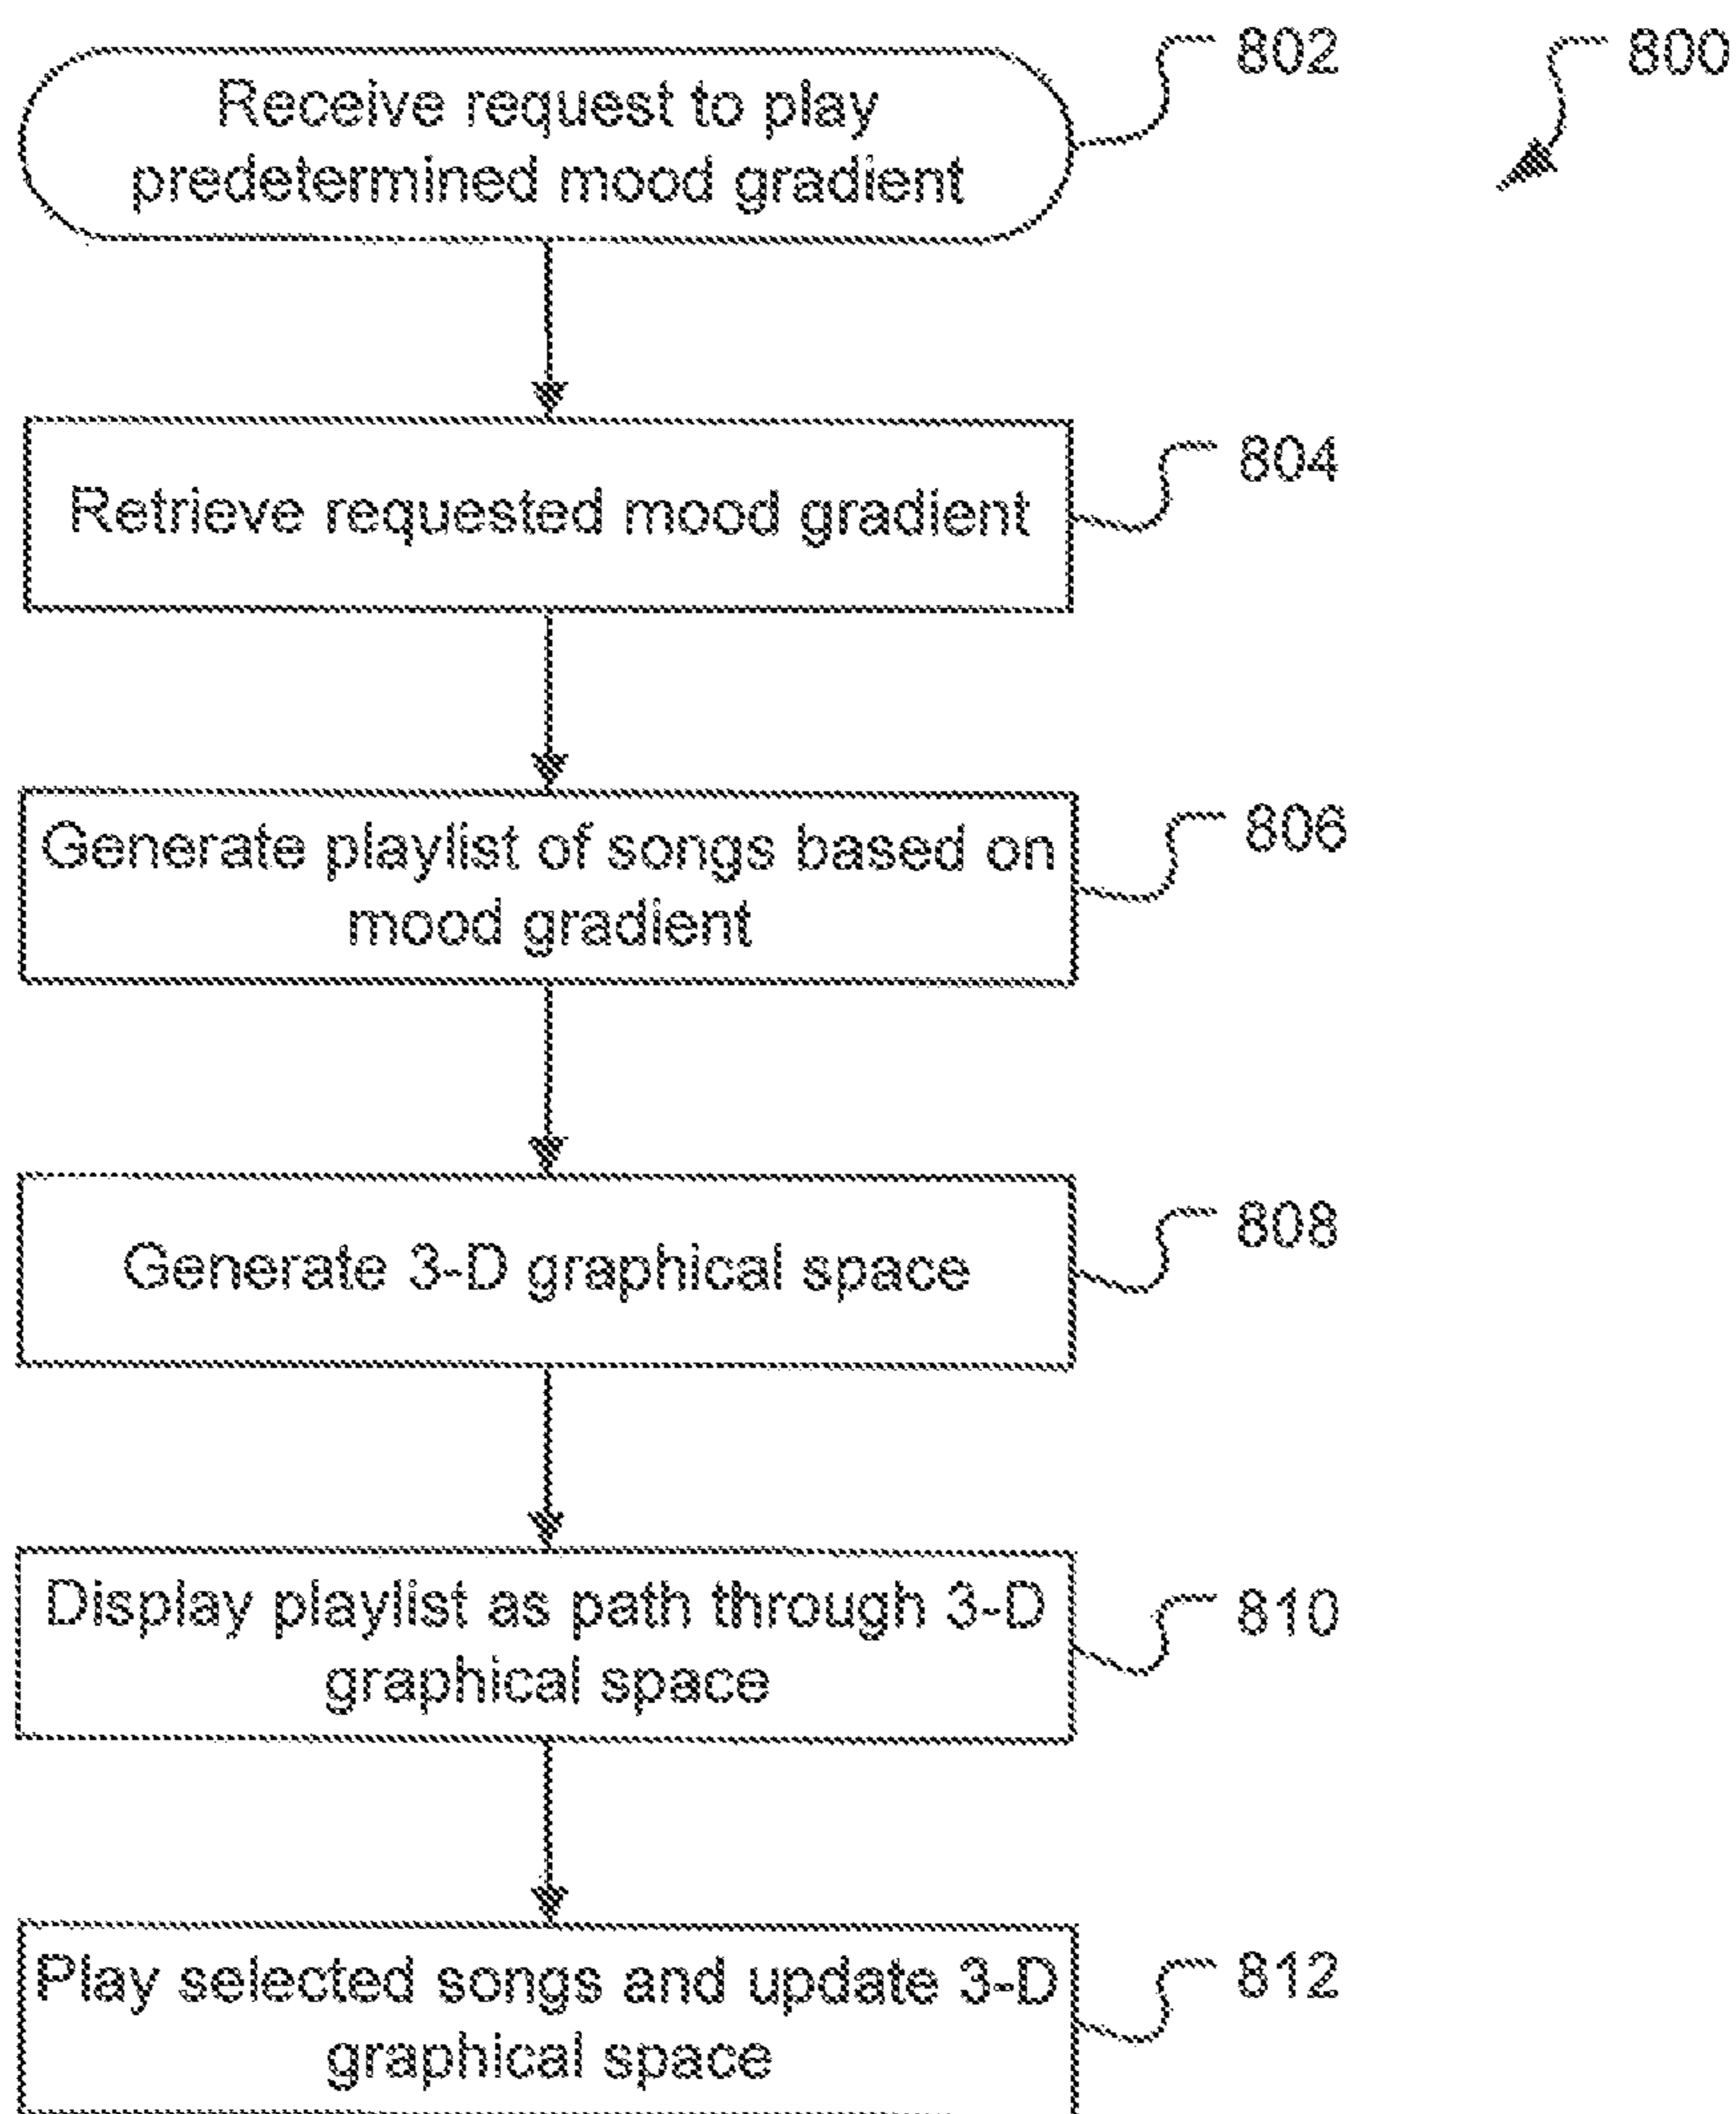 802
800
Receive request to play
predetermined mood gradient
804
Retrieve requested mood gradient
806
Generate playlist of songs based on
mood gradient
808
Generate 3-D graphical space
810
Display playlist as path through 3-D
graphical space
812
Play selected songs and update 3-D
graphical space